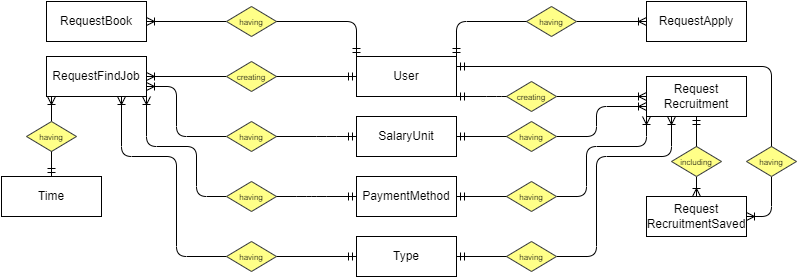 RequestBook
having
having
RequestApply
RequestFindJob
creating
User
creating
Request
Recruitment
having
having
SalaryUnit
having
including
having
Time
having
PaymentMethod
having
Request
RecruitmentSaved
having
Type
having